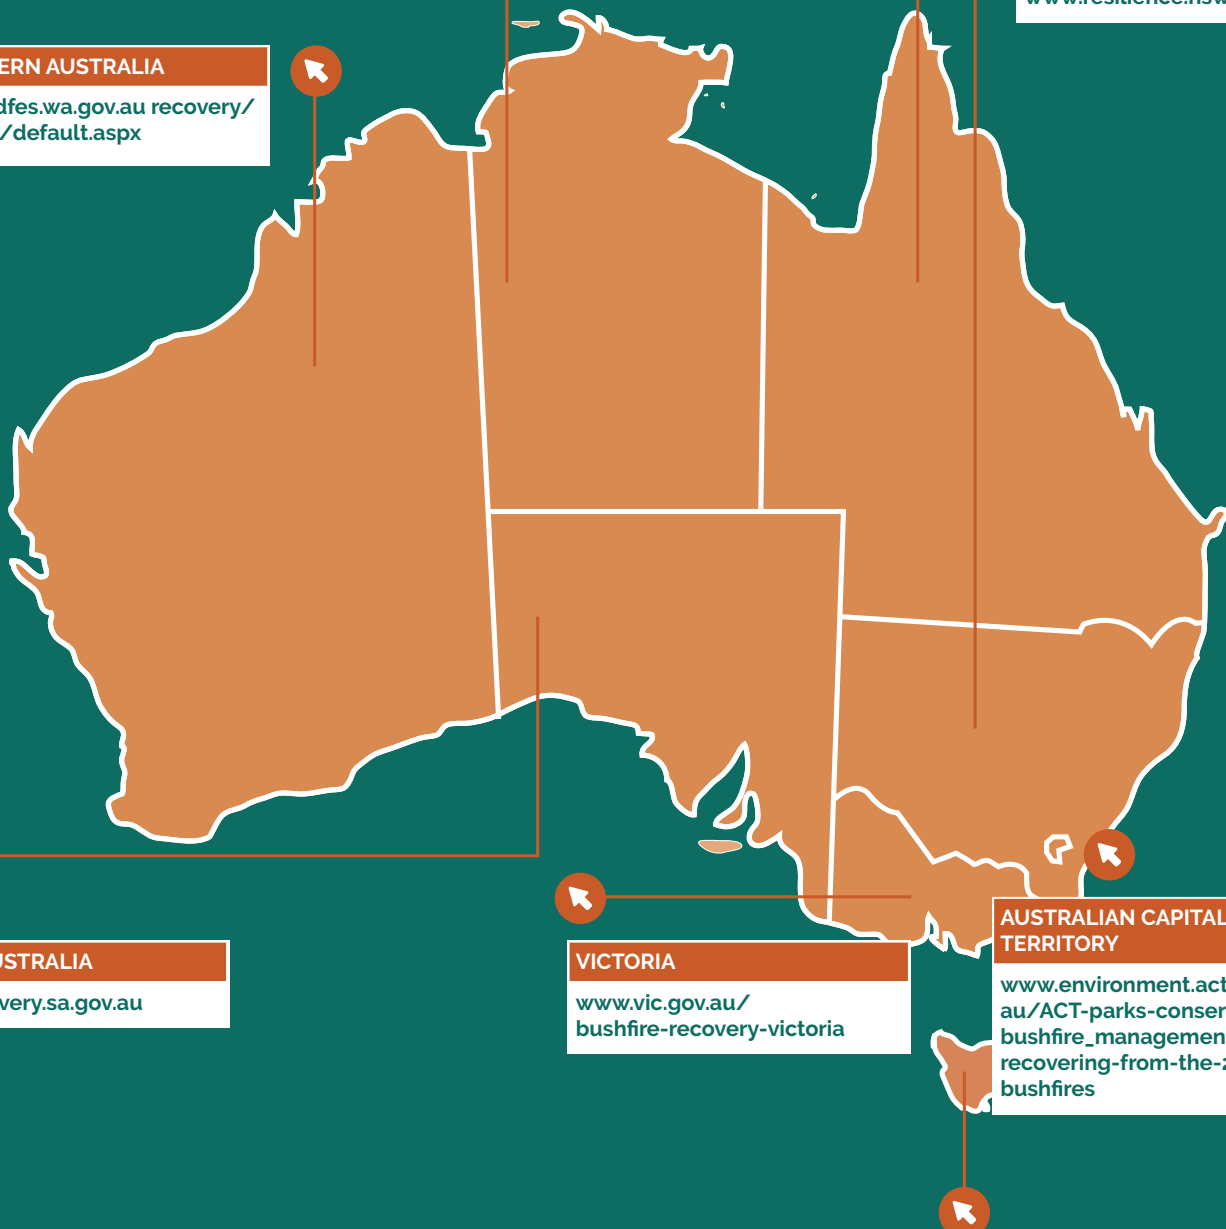 ERN AUSTRALIA
dfes.wa.gov.au recovery/
/default.aspx
USTRALIA
very.sa.gov.au
VICTORIA
www.vic.gov.au/
bushfire-recovery-victoria
AUSTRALIAN CAPITAL
TERRITORY
www.environment.act
au/ACT-parks-conser
bushfire_managemen
recovering-from-the-2
bushfires